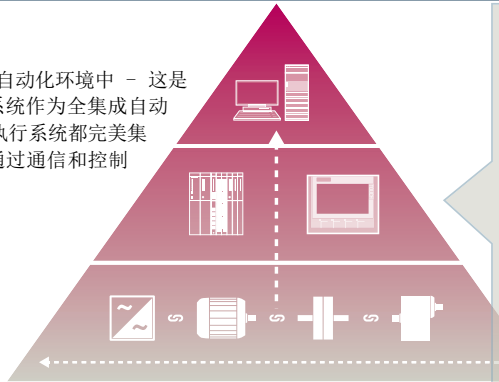 自动化环境中 - 这是
系统作为全集成自动
执行系统都完美集
通过通信和控制